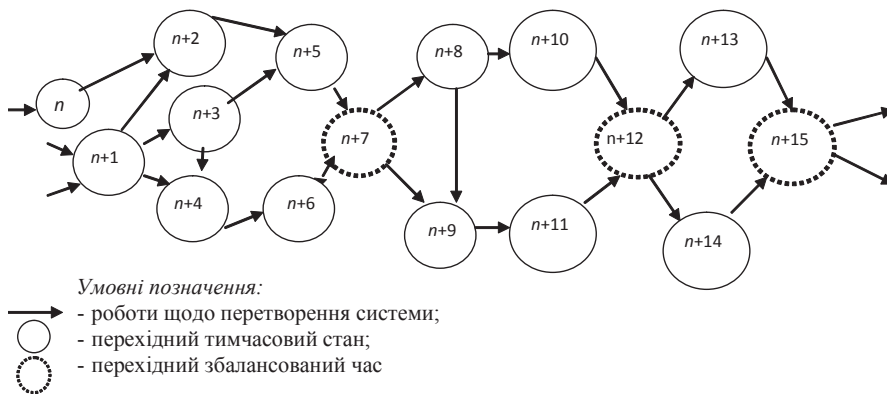 n
n+1
n+2
n+3
n+4
n+5
n+6
n+7
n+8
n+9
n+10
n+11
n+12
n+13
n+14
n+15
Умовні позначення:
- роботи щодо перетворення системи;
- перехідний тимчасовий стан;
- перехідний збалансований час